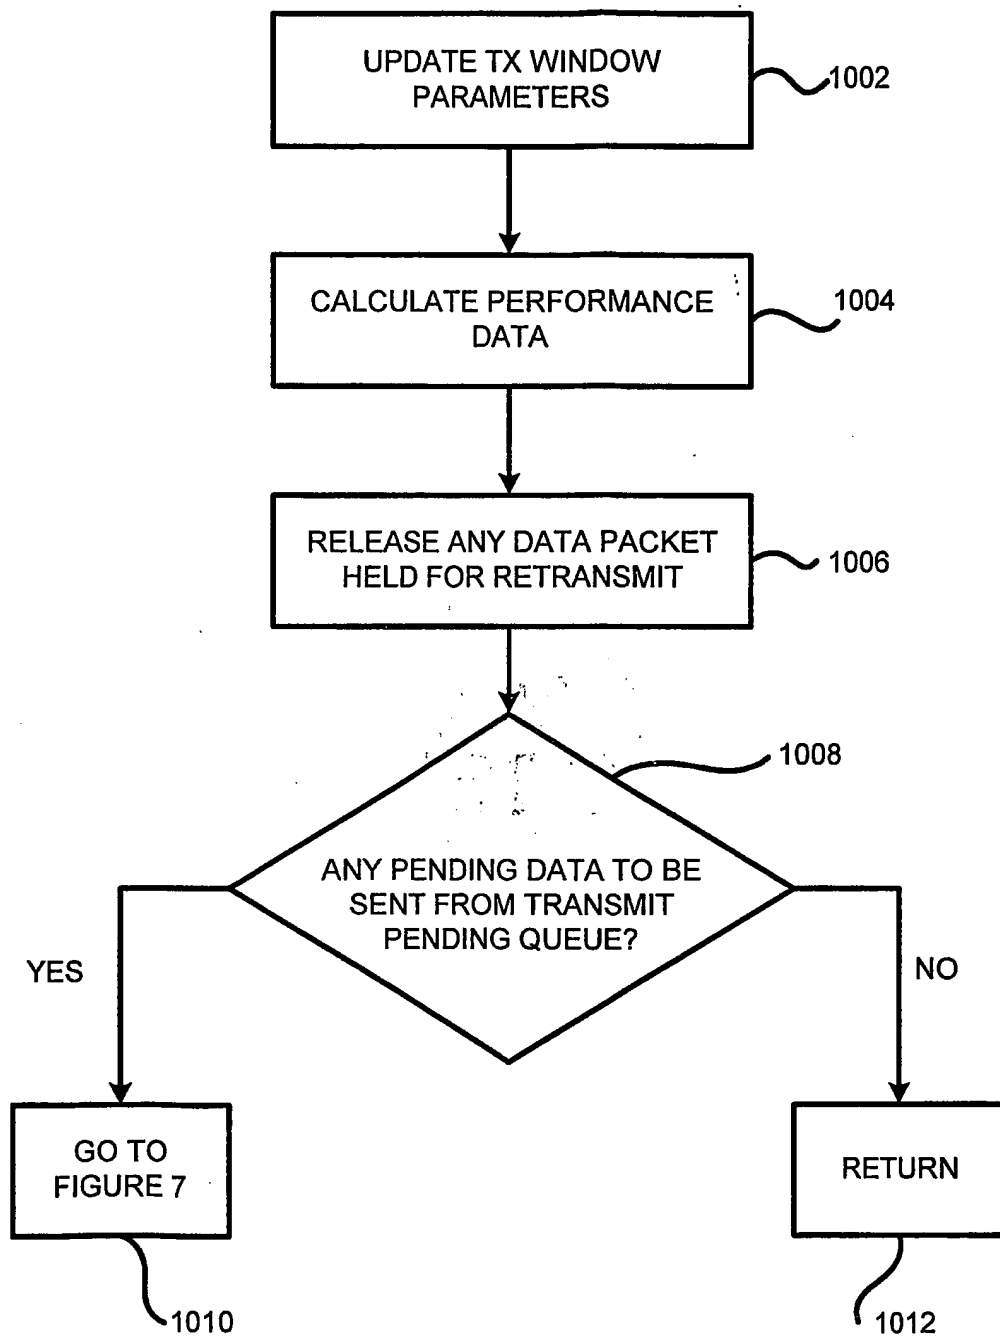 UPDATE TX WINDOW
PARAMETERS
1002
CALCULATE PERFORMANCE
DATA
1004
RELEASE ANY DATA PACKET
HELD FOR RETRANSMIT
1006
1008
ANY PENDING DATA TO BE
SENT FROM TRANSMIT
PENDING QUEUE?
YES
NO
GO TO
FIGURE 7
RETURN
1010
1012